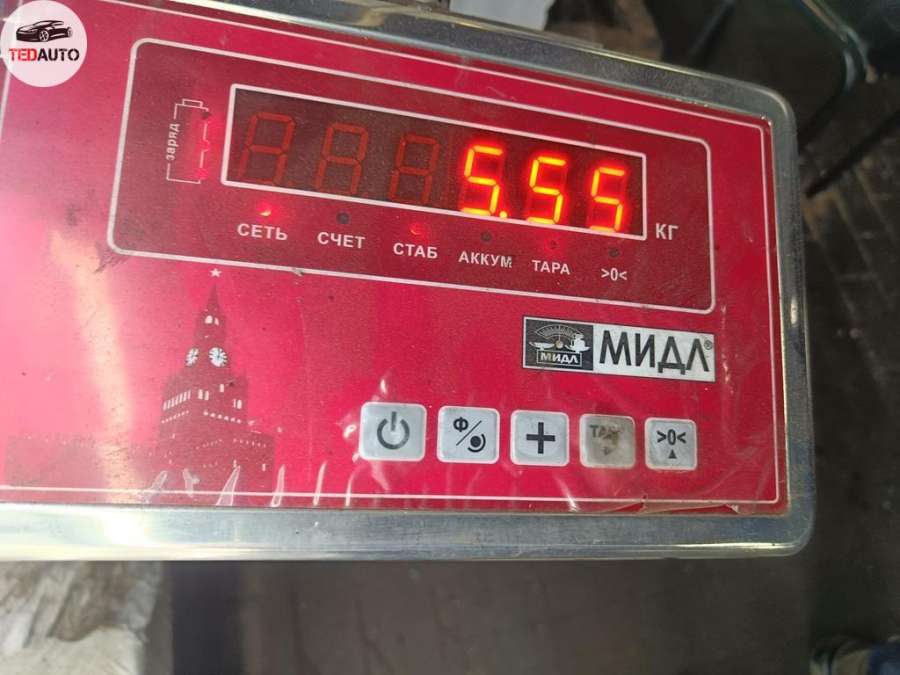 TEDAUTO
заряд
5.55
КГ
СЕТЬ СЧЕТ СТАБ АККУМ ТАРА >0<
МИДЛ МИДЛ®
Ф/ + >0<